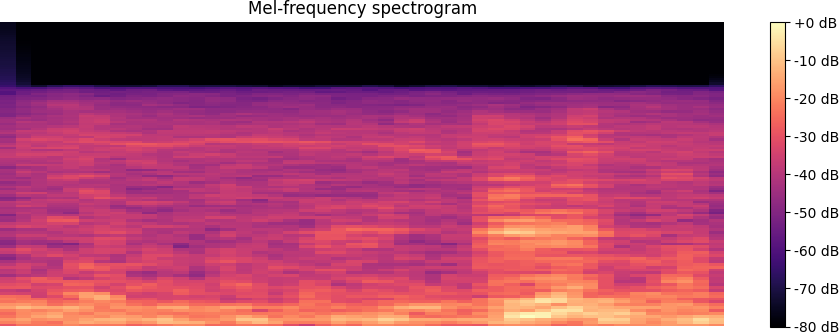 Mel-frequency spectrogram
+0 dB
-10 dB
-20 dB
-30 dB
-40 dB
-50 dB
-60 dB
-70 dB
-80 dB